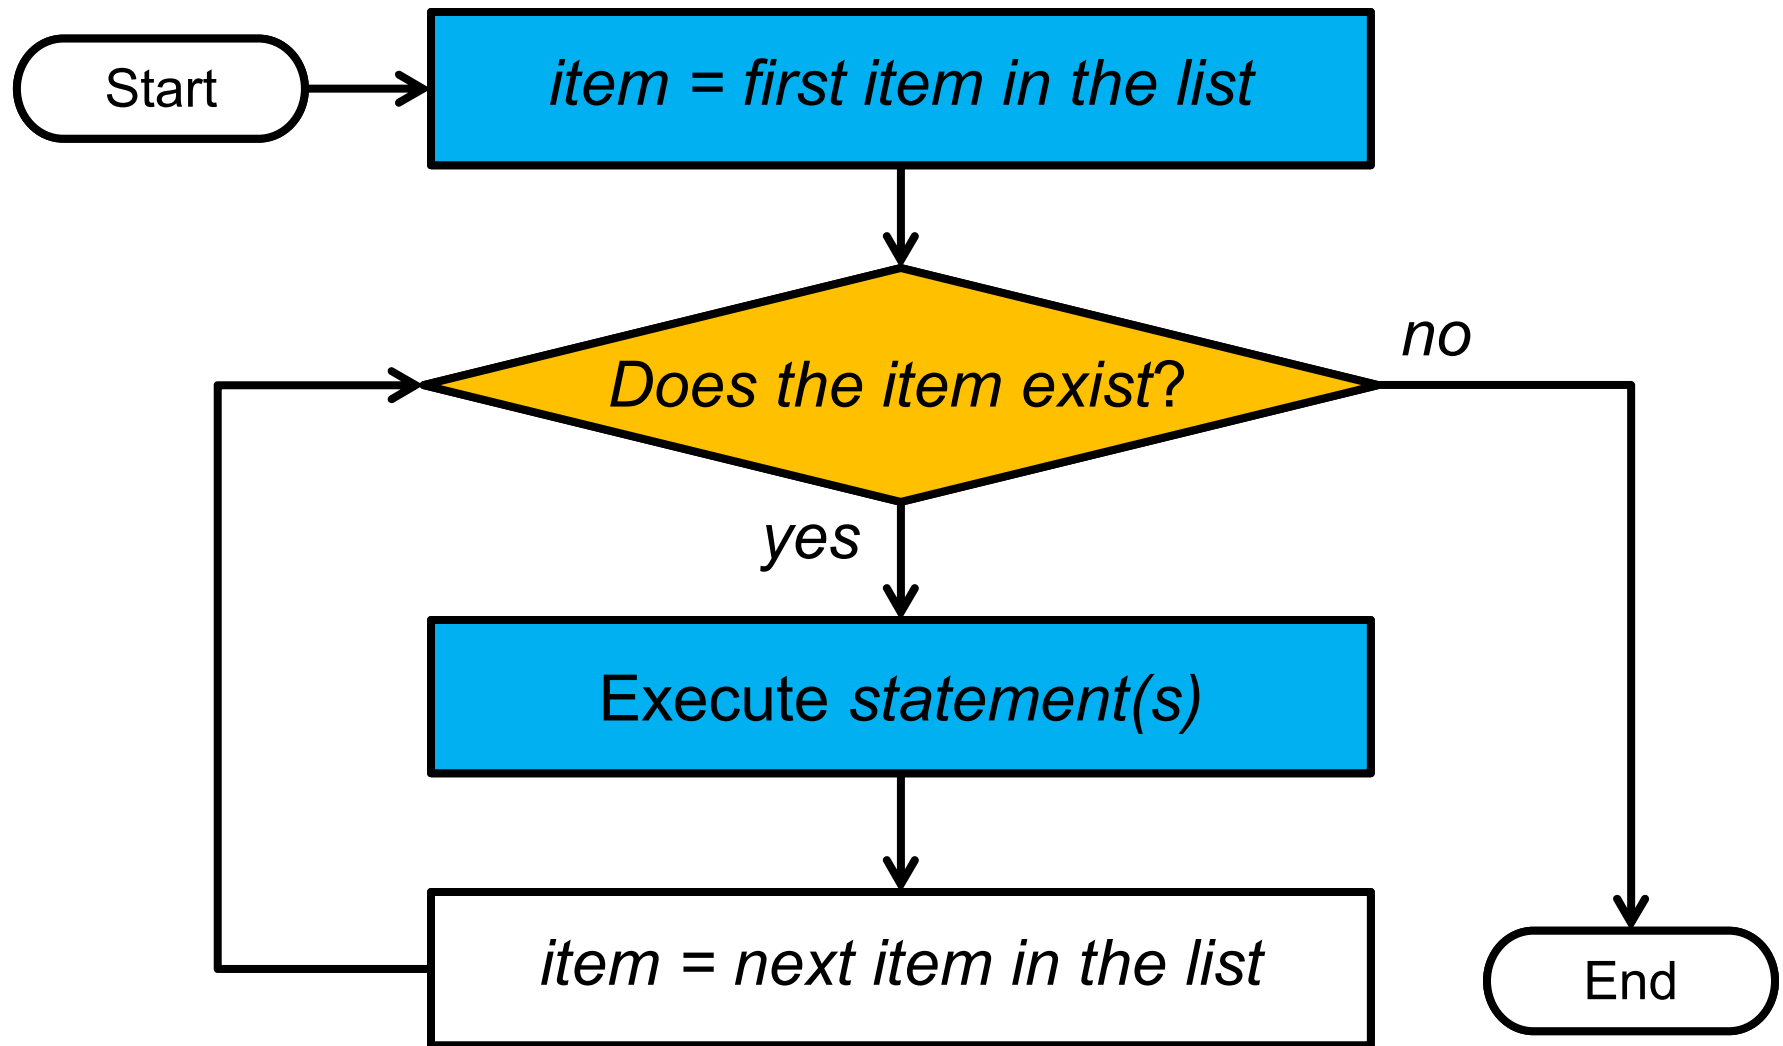 Start
item = first item in the list
Does the item exist?
no
yes
Execute statement(s)
item = next item in the list
End